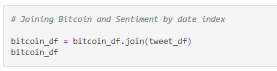 # Joining Bitcoin and Sentiment by date index
bitcoin_df = bitcoin_df.join(tweet_df)
bitcoin_df